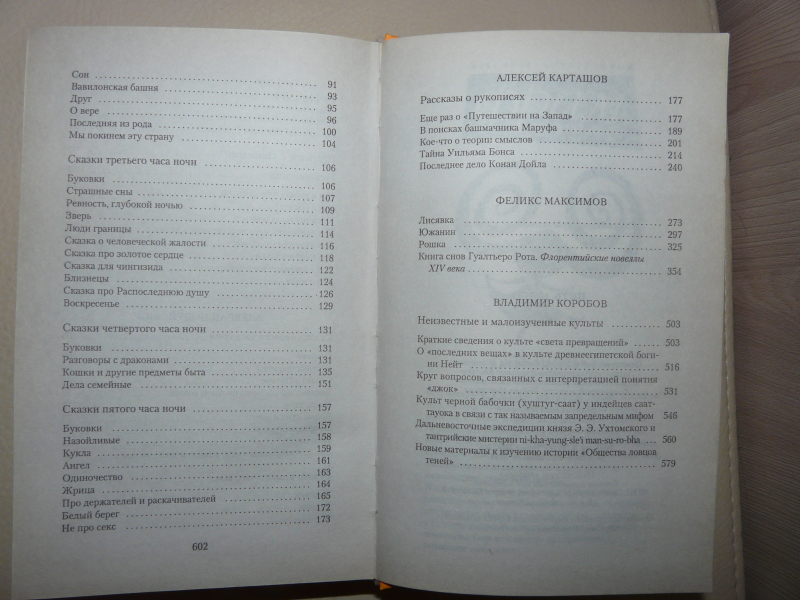 Сон 91
Вавилонская башня 93
Друг 95
О вере 96
Последняя из рода 100
Мы покинем эту страну 104
Сказки третьего часа ночи 106
Буковки 106
Страшные сны 107
Ревность, глубокой ночью 109
Зверь 111
Люди границы 114
Сказка о человеческой жалости 116
Сказка про золотое сердце 118
Сказка для чингизида 122
Близнецы 124
Сказка про Распоследнюю душу 126
Воскресенье 129
Сказки четвертого часа ночи 131
Буковки 131
Разговоры с драконами 131
Кошки и другие предметы быта 135
Дела семейные 151
Сказки пятого часа ночи 157
Буковки 157
Назойливые 158
Кукла 159
Ангел 161
Одиночество 163
Жрица 164
Про держателей и раскачивателей 165
Белый берег 172
Не про секс 173
602
АЛЕКСЕЙ КАРТАШОВ
Рассказы о рукописях 177
Еще раз о «Путешествии на Запад» 177
В поисках башмачника Маруфа 189
Кое-что о теории смыслов 201
Тайна Уильяма Бонса 214
Последнее дело Конан Дойла 240
ФЕЛИКС МАКСИМОВ
Лисявка 273
Южанин 297
Рошка 325
Книга снов Гуалтьеро Рота. Флорентийские новеллы
XIV века 354
ВЛАДИМИР КОРОБОВ
Неизвестные и малоизученные культы 503
Краткие сведения о культе «света превращений» 503
О «последних вещах» в культе древнеегипетской боги-
ни Нейт 516
Круг вопросов, связанных с интерпретацией понятия
«джок» 531
Культ черной бабочки (хуштуг-саат) у индейцев саат-
тауока в связи с так называемым запредельным мифом 546
Дальневосточные экспедиции князя Э. Э. Ухтомского и
тантрийские мистерии ni-kha-yung-sle'i man-su-ro-bha 560
Новые материалы к изучению истории «Общества ловцов
теней» 579